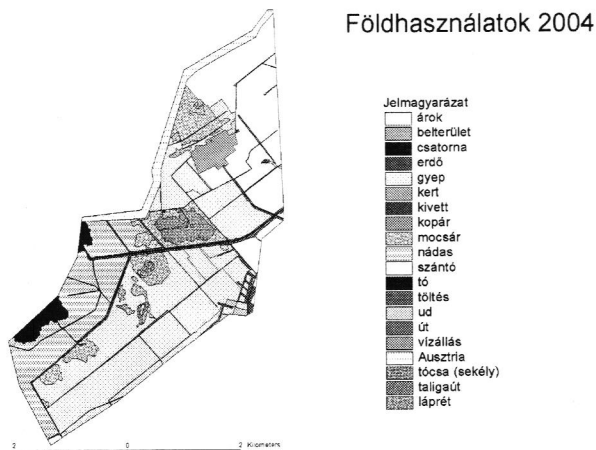 Földhasználatok 2004
Jelmagyarázat
árok
belterület
csatorna
erdő
gyep
kert
kivett
kopár
mocsár
nádas
szántó
tó
töltés
ud
út
vízállás
Ausztria
tócsa (sekély)
taligaút
láprét
2 0 2 Kilometers